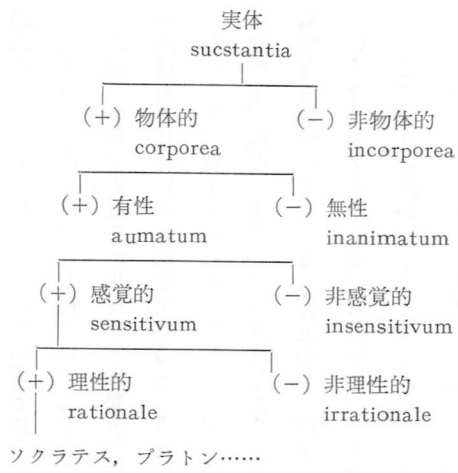 実体
sucstantia
(+) 物体的 (−) 非物体的
corporea incorporea
(+) 有性 (−) 無性
aumatum inanimatum
(+) 感覚的 (−) 非感覚的
sensitivum insensitivum
(+) 理性的 (−) 非理性的
rationale irrationale
ソクラテス, プラトン……